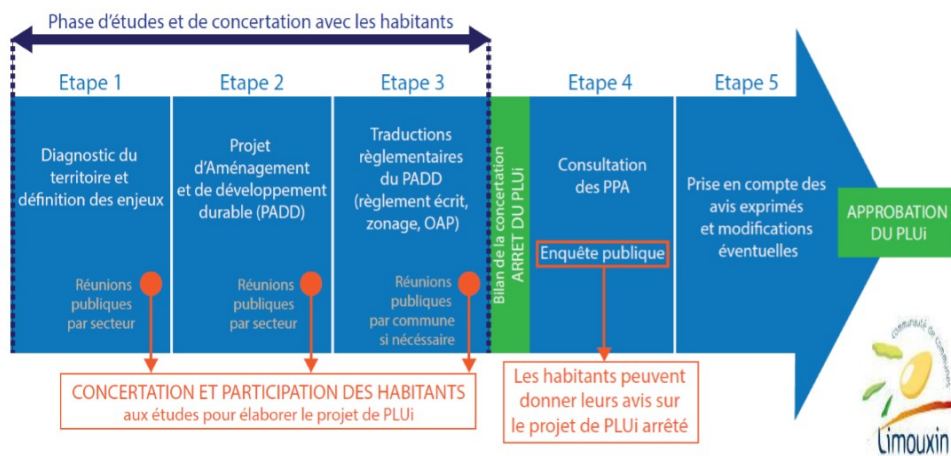 Phase d'études et de concertation avec les habitants
Etape 1
Etape 2
Etape 3
Etape 4
Etape 5
Diagnostic du
territoire et
définition des enjeux
Réunions
publiques
par secteur
Projet
d'Aménagement
et de développement
durable (PADD)
Réunions
publiques
par secteur
Traductions
règlementaires
du PADD
(règlement écrit,
zonage, OAP)
Réunions
publiques
par commune
si nécéssaire
Bilan de la concertation
ARRET DU PLUi
Consultation
des PPA
Enquête publique
Prise en compte des
avis exprimés
et modifications
éventuelles
APPROBATION
DU PLUi
CONCERTATION ET PARTICIPATION DES HABITANTS
aux études pour élaborer le projet de PLUi
Les habitants peuvent
donner leurs avis sur
le projet de PLUi arrêté
Communauté de communes
Limouxin